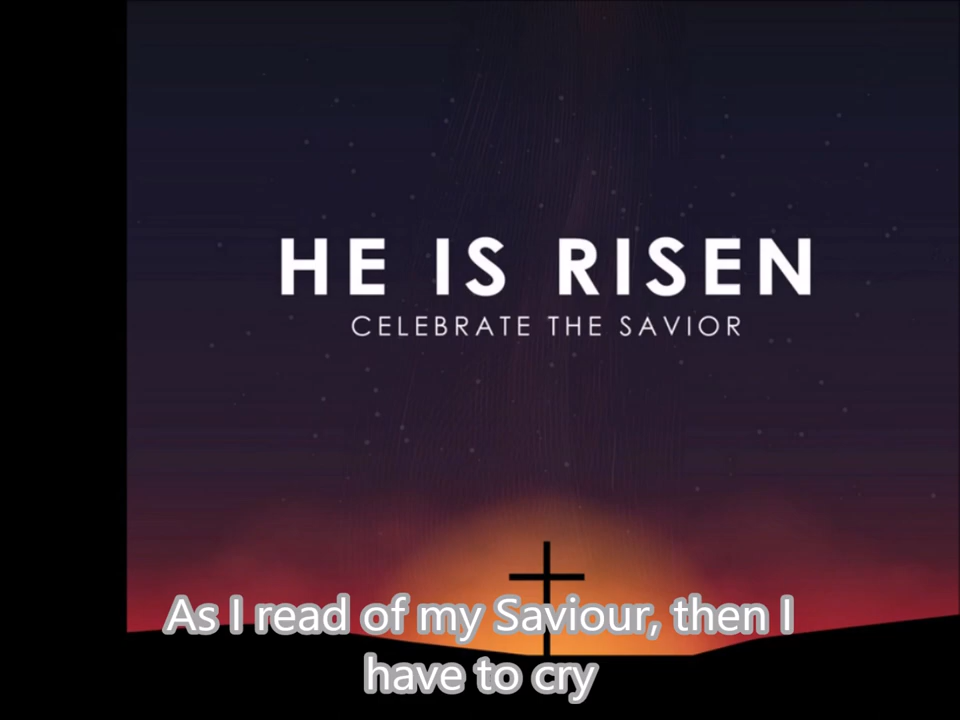 HE IS RISEN
CELEBRATE THE SAVIOR
As I read of my Saviour, then I
have to cry